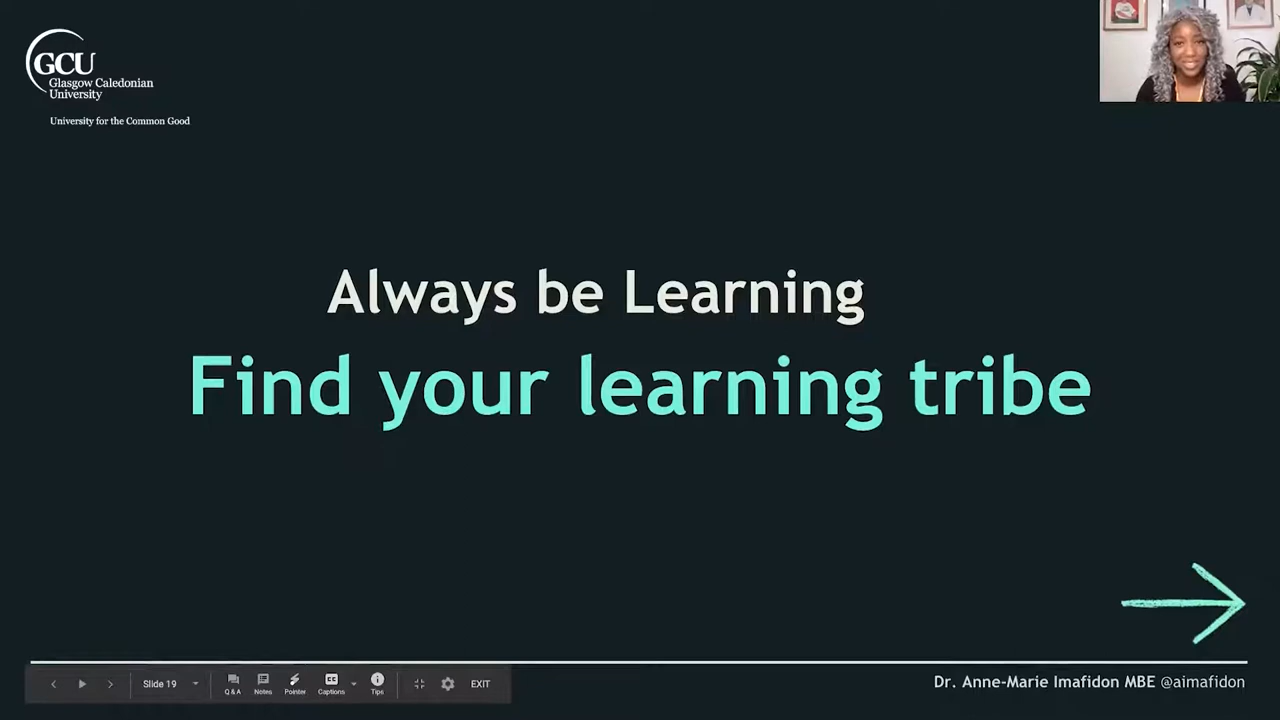 GCU
Glasgow Caledonian
University
University for the Common Good
Always be Learning
Find your learning tribe
Slide 19
Q & A
Notes
Pointer
CC
Captions
Tips
EXIT
Dr. Anne-Marie Imafidon MBE @aimafidon